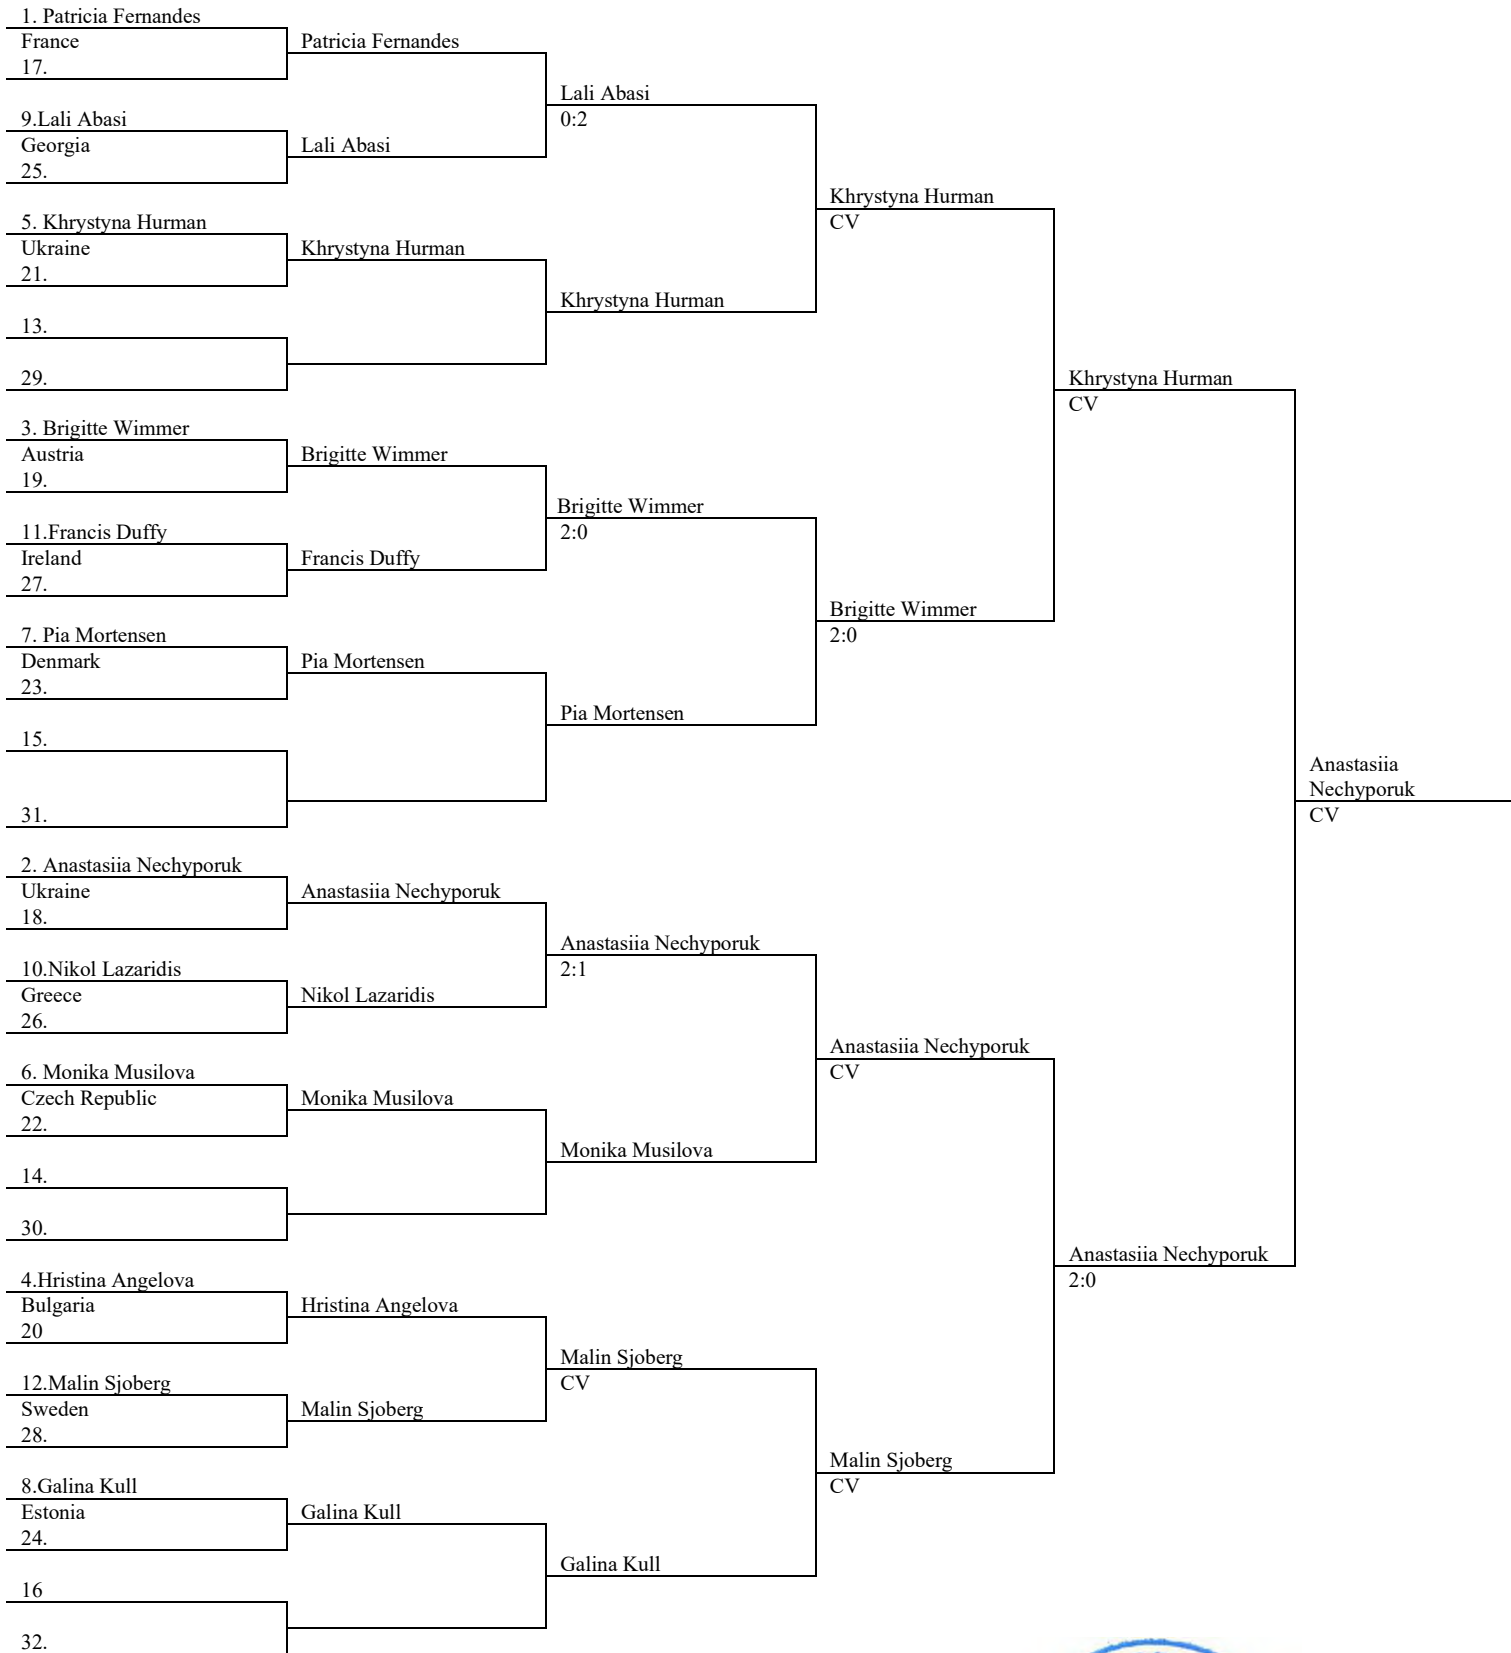 1. Patricia Fernandes
France
17.
9.Lali Abasi
Georgia
25.
5. Khrystyna Hurman
Ukraine
21.
13.
29.
3. Brigitte Wimmer
Austria
19.
11.Francis Duffy
Ireland
27.
7. Pia Mortensen
Denmark
23.
15.
31.
2. Anastasiia Nechyporuk
Ukraine
18.
10.Nikol Lazaridis
Greece
26.
6. Monika Musilova
Czech Republic
22.
14.
30.
4.Hristina Angelova
Bulgaria
20
12.Malin Sjoberg
Sweden
28.
8.Galina Kull
Estonia
24.
16
32.
Patricia Fernandes
Lali Abasi
Khrystyna Hurman
Brigitte Wimmer
Francis Duffy
Pia Mortensen
Anastasiia Nechyporuk
Nikol Lazaridis
Monika Musilova
Hristina Angelova
Malin Sjoberg
Galina Kull
Lali Abasi
0:2
Khrystyna Hurman
Brigitte Wimmer
2:0
Pia Mortensen
Anastasiia Nechyporuk
2:1
Monika Musilova
Malin Sjoberg
CV
Galina Kull
Khrystyna Hurman
CV
Brigitte Wimmer
2:0
Anastasiia Nechyporuk
CV
Malin Sjoberg
CV
Khrystyna Hurman
CV
Anastasiia Nechyporuk
2:0
Anastasiia
Nechyporuk
CV